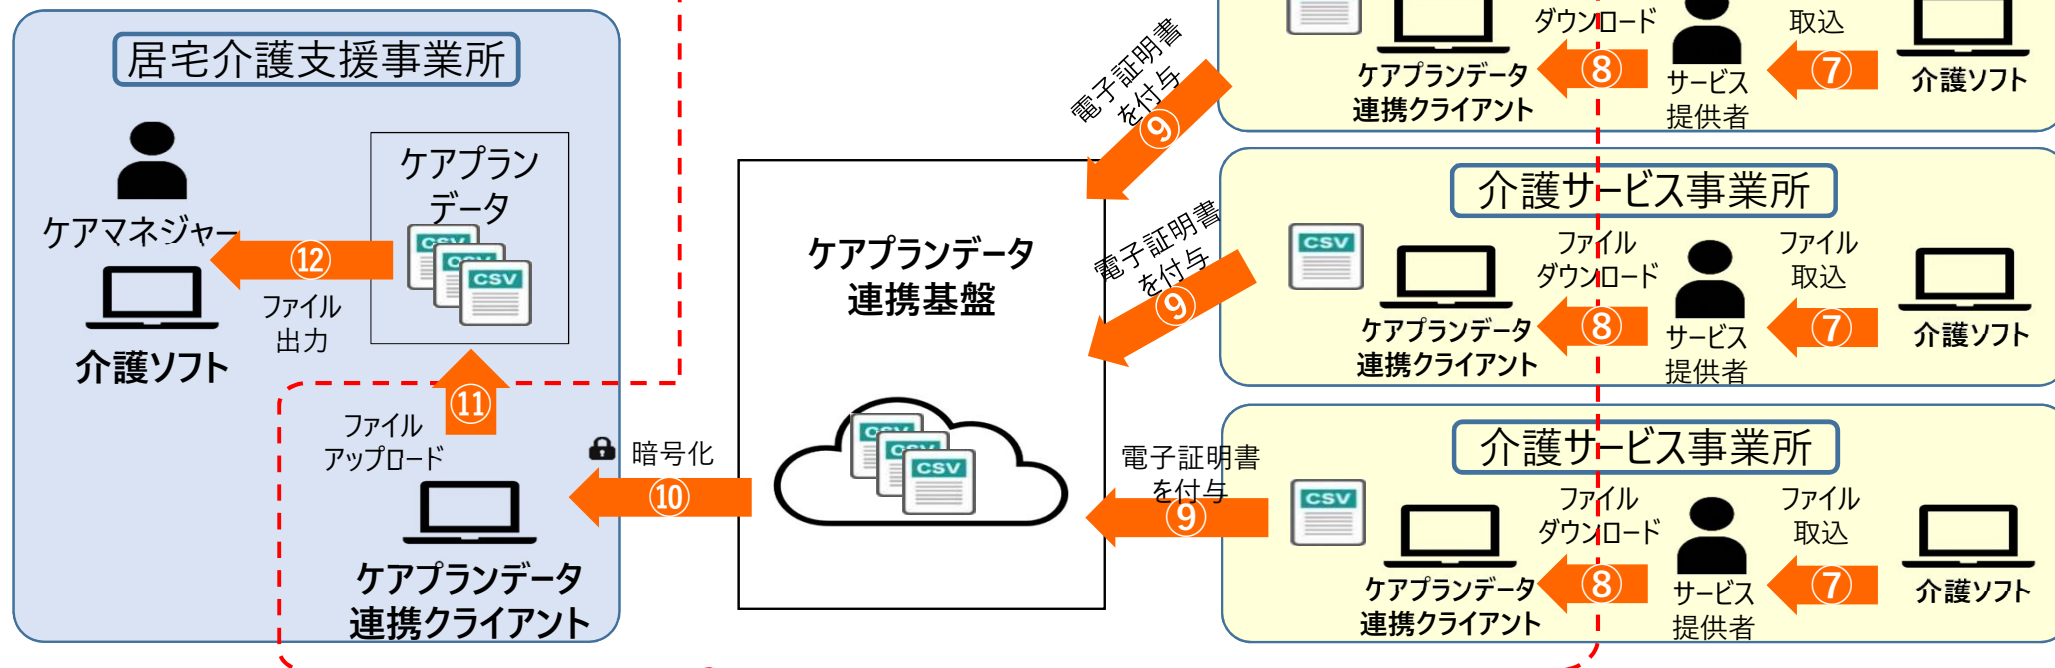 居宅介護支援事業所
ケアマネジャー
介護ソフト
⑫
ファイル
出力
ケアプラン
データ
CSV
CSV
CSV
⑪
ファイル
アップロード
ケアプランデータ
連携クライアント
暗号化
⑩
ケアプランデータ
連携基盤
CSV
CSV
CSV
電子証明書
を付与
⑨
電子証明書
を付与
⑨
電子証明書
を付与
⑨
ケアプランデータ
連携クライアント
ダウンロード
⑧
サービス
提供者
取込
⑦
介護ソフト
介護サービス事業所
CSV
ケアプランデータ
連携クライアント
ファイル
ダウンロード
⑧
サービス
提供者
ファイル
取込
⑦
介護ソフト
介護サービス事業所
CSV
ケアプランデータ
連携クライアント
ファイル
ダウンロード
⑧
サービス
提供者
ファイル
取込
⑦
介護ソフト